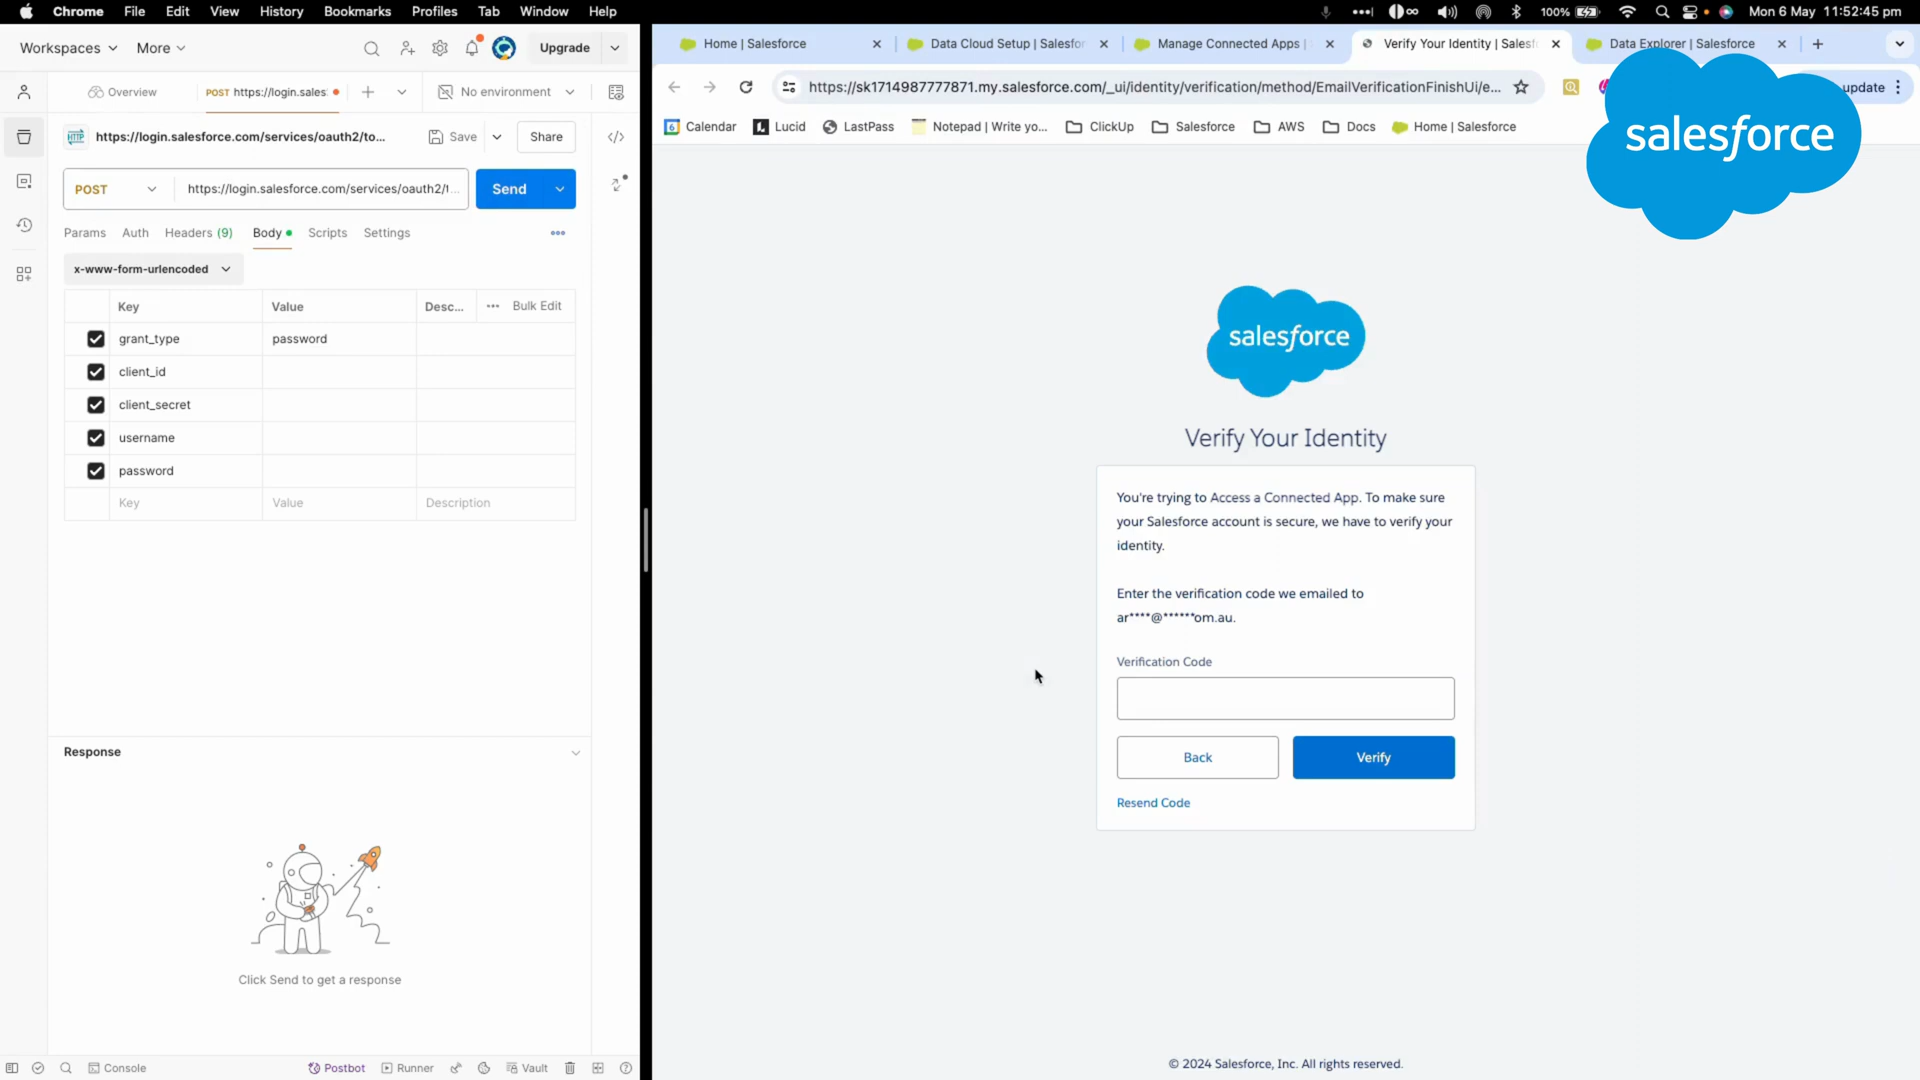 Chrome File Edit View History Bookmarks Profiles Tab Window Help
100% Mon 6 May 11:52:45 pm
Workspaces More
Upgrade
Overview
POST https://login.sales
No environment
HTTP https://login.salesforce.com/services/oauth2/to...
Save
Share
POST
https://login.salesforce.com/services/oauth2/t...
Send
Params Auth Headers (9) Body Scripts Settings
x-www-form-urlencoded
Key Value Desc... Bulk Edit
grant_type password
client_id
client_secret
username
password
Key Value Description
Response
Click Send to get a response
Console Postbot Runner Vault
Home | Salesforce
Data Cloud Setup | Salesfor
Manage Connected Apps |
Verify Your Identity | Salesf
Data Explorer | Salesforce
https://sk1714987777871.my.salesforce.com/_ui/identity/verification/method/EmailVerificationFinishUi/e...
update
Calendar Lucid LastPass Notepad | Write yo... ClickUp Salesforce AWS Docs Home | Salesforce
salesforce
salesforce
Verify Your Identity
You're trying to Access a Connected App. To make sure
your Salesforce account is secure, we have to verify your
identity.
Enter the verification code we emailed to
ar****@******om.au.
Verification Code
Back
Verify
Resend Code
© 2024 Salesforce, Inc. All rights reserved.